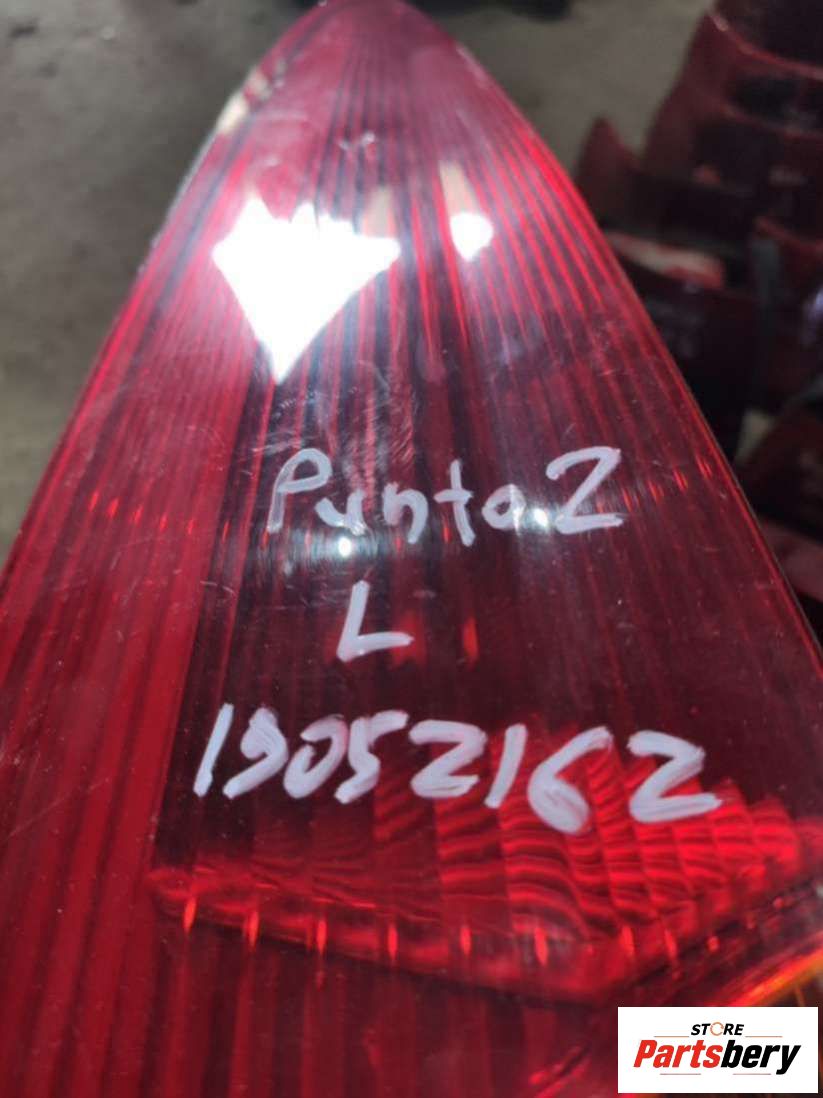 Punto2
L
19052162
STORE
Partsbery